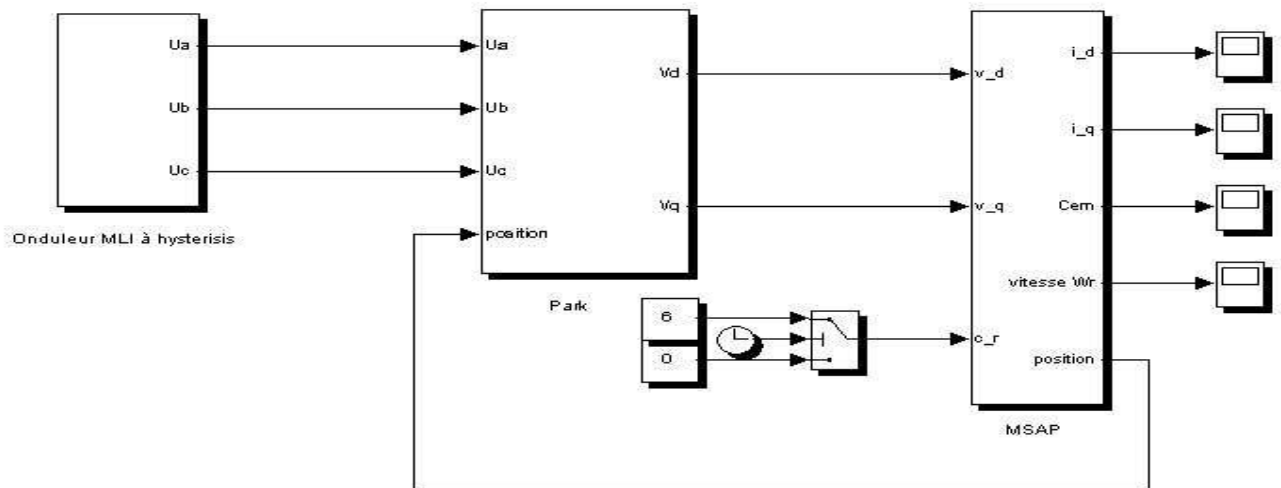 Ua
Ub
Uc
Onduleur MLI à hysterisis
Ua
Ub
Uc
position
Vd
Vq
Park
6
0
v_d
v_q
c_r
i_d
i_q
Cem
vitesse Wr
position
MSAP